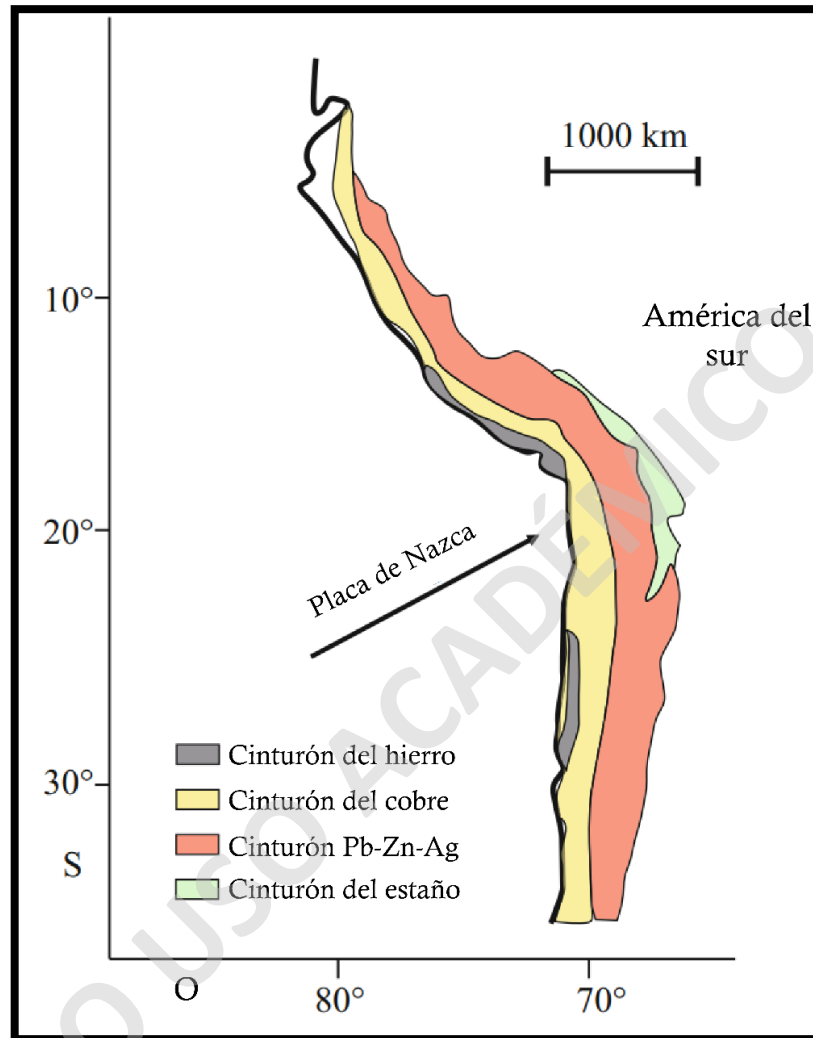 1000 km
10°
América del
sur
20°
Placa de Nazca
Cinturón del hierro
30°
Cinturón del cobre
Cinturón Pb-Zn-Ag
S
Cinturón del estaño
O
80°
70°
O USO ACADÉMICO